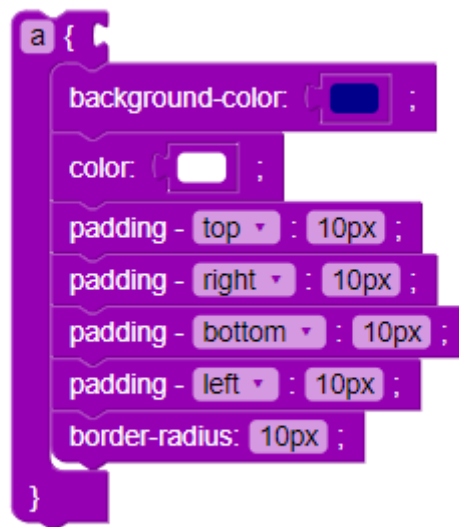 a {
background-color: ;
color: ;
padding - top : 10px ;
padding - right : 10px ;
padding - bottom : 10px ;
padding - left : 10px ;
border-radius: 10px ;
}